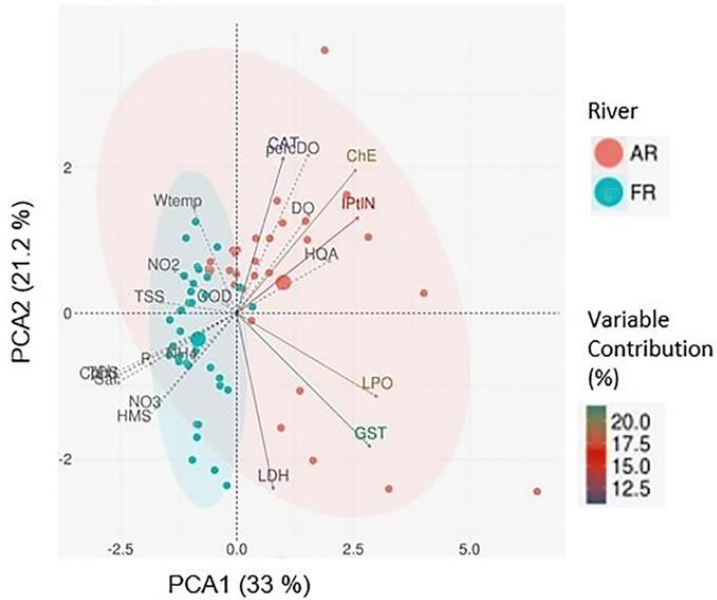 CAT
percDO
ChE
Wtemp
DO
IPtIN
HQA
NO2
TSS
COD
NH4
P
Sal
NO3
HMS
LPO
GST
LDH
2
0
-2
-2.5
0.0
2.5
5.0
PCA2 (21.2 %)
PCA1 (33 %)
River
AR
FR
Variable
Contribution
(%)
20.0
17.5
15.0
12.5